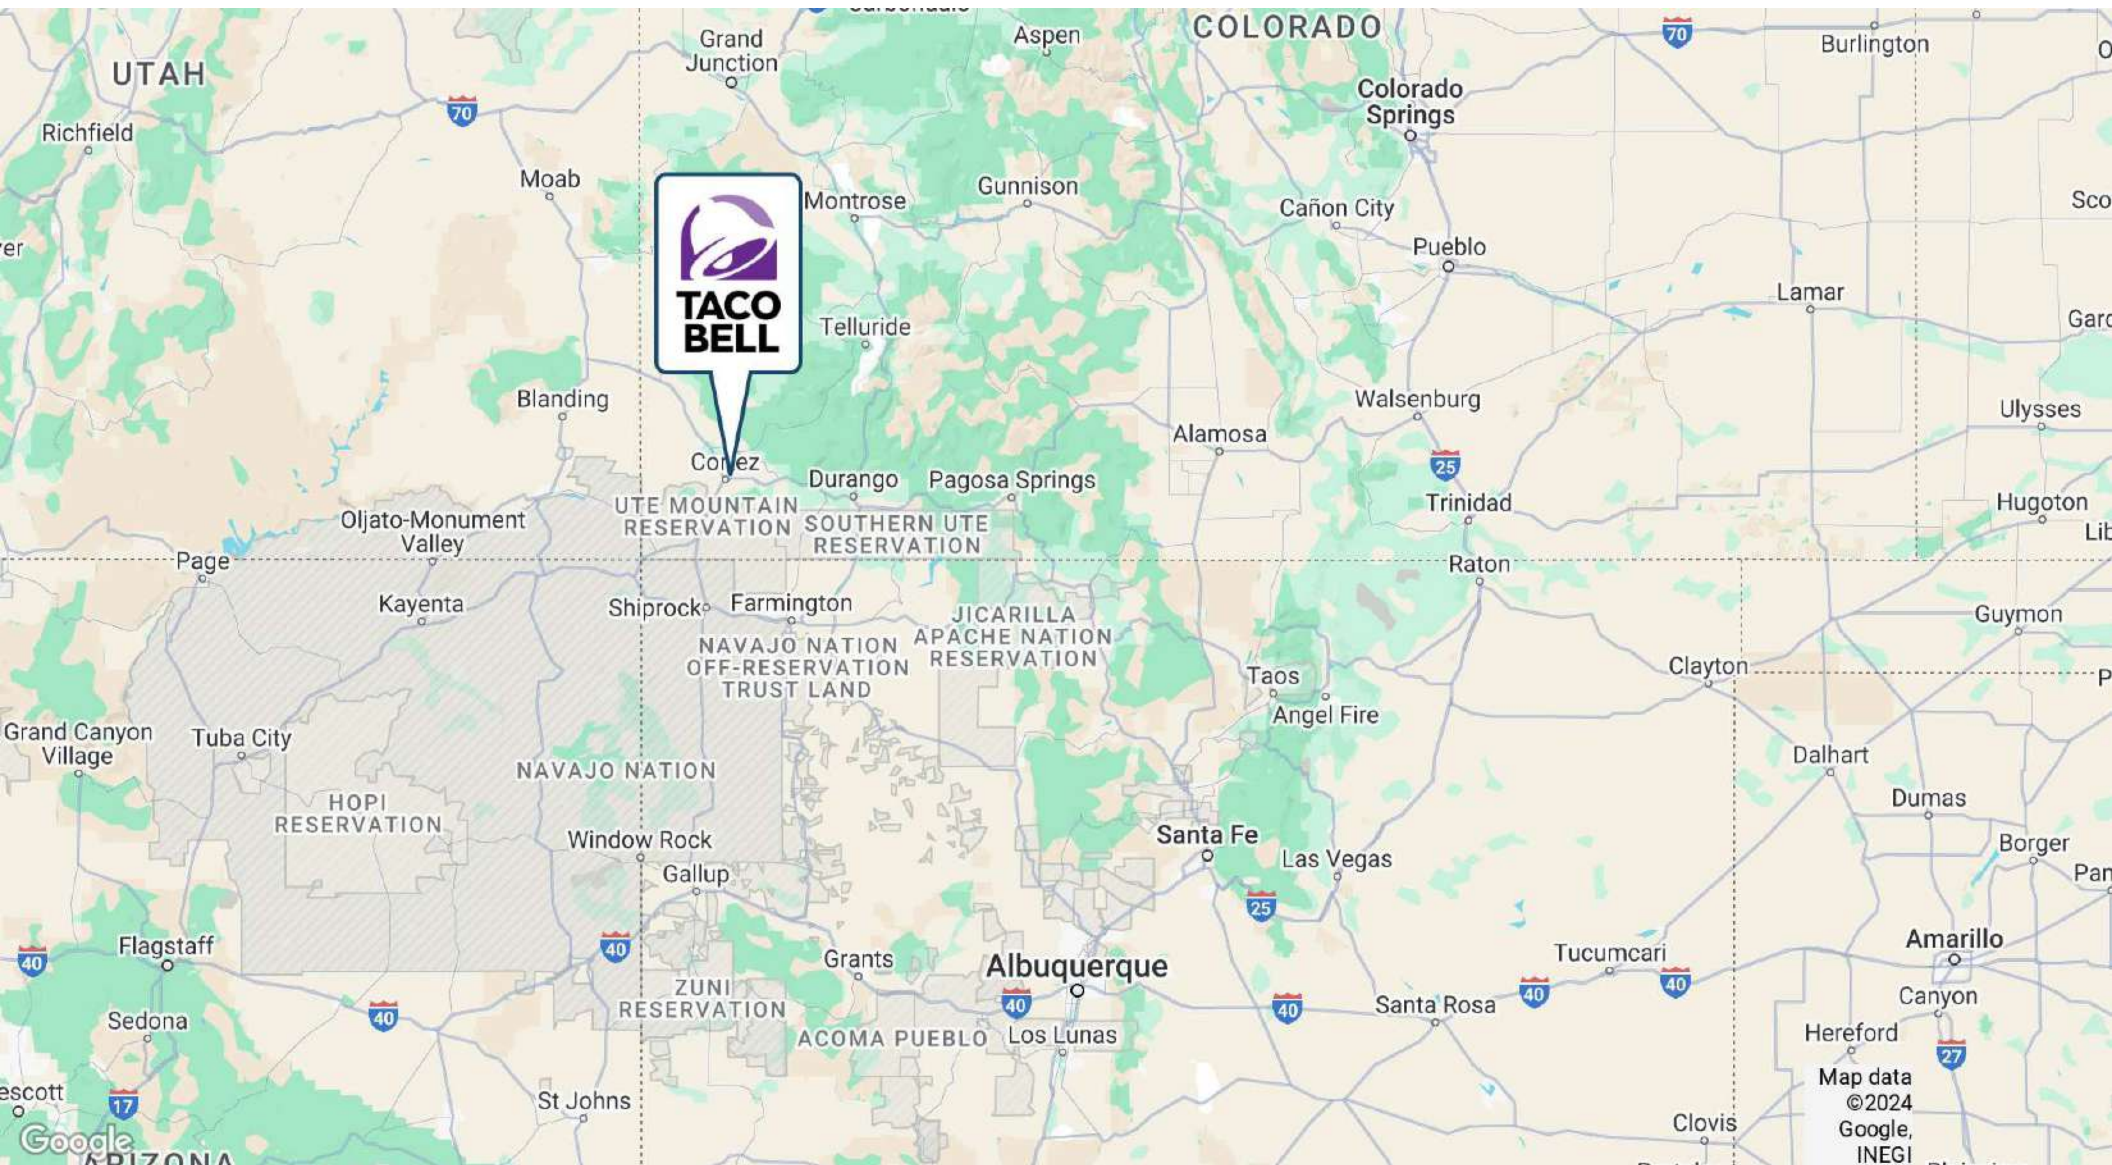 COLORADO
Grand
Junction
Aspen
70
Burlington
UTAH
Colorado
Springs
70
Richfield
Moab
Montrose
Gunnison
Cañon City
Pueblo
TACO
BELL
Telluride
Lamar
Blanding
Walsenburg
Ulysses
Alamosa
Durango
Pagosa Springs
25
Trinidad
Hugoton
UTE MOUNTAIN
RESERVATION
SOUTHERN UTE
RESERVATION
Oljato-Monument
Valley
Page
Raton
Kayenta
Shiprock
Farmington
JICARILLA
APACHE NATION
RESERVATION
Guymon
NAVAJO NATION
OFF-RESERVATION
TRUST LAND
Taos
Clayton
Angel Fire
Grand Canyon
Village
Tuba City
NAVAJO NATION
Dalhart
HOPI
RESERVATION
Dumas
Window Rock
Santa Fe
Las Vegas
Borger
Gallup
25
Flagstaff
40
40
Grants
Albuquerque
Tucumcari
Amarillo
40
40
40
40
40
Santa Rosa
Canyon
ZUNI
RESERVATION
Sedona
ACOMA PUEBLO
Los Lunas
Hereford
27
17
St Johns
Clovis
Map data
©2024
Google,
INEGI
Google
ARIZONA